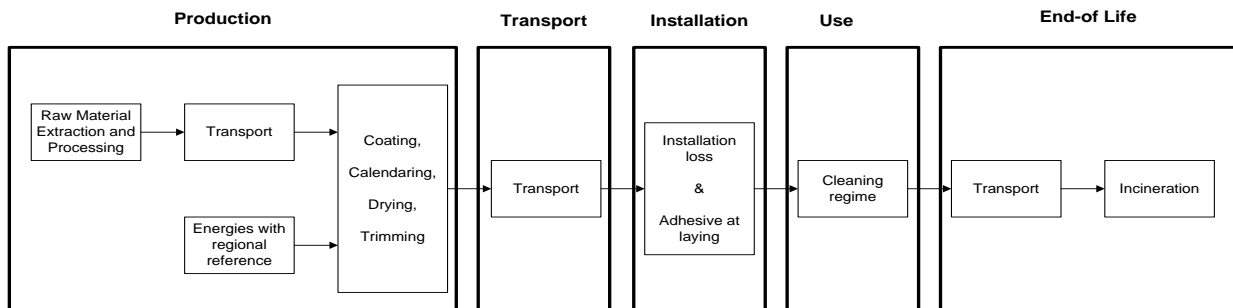 Production
Transport
Installation
Use
End-of Life
Raw Material
Extraction and
Processing
Transport
Energies with
regional
reference
Coating,
Calendaring,
Drying,
Trimming
Transport
Installation
loss
&
Adhesive at
laying
Cleaning
regime
Transport
Incineration